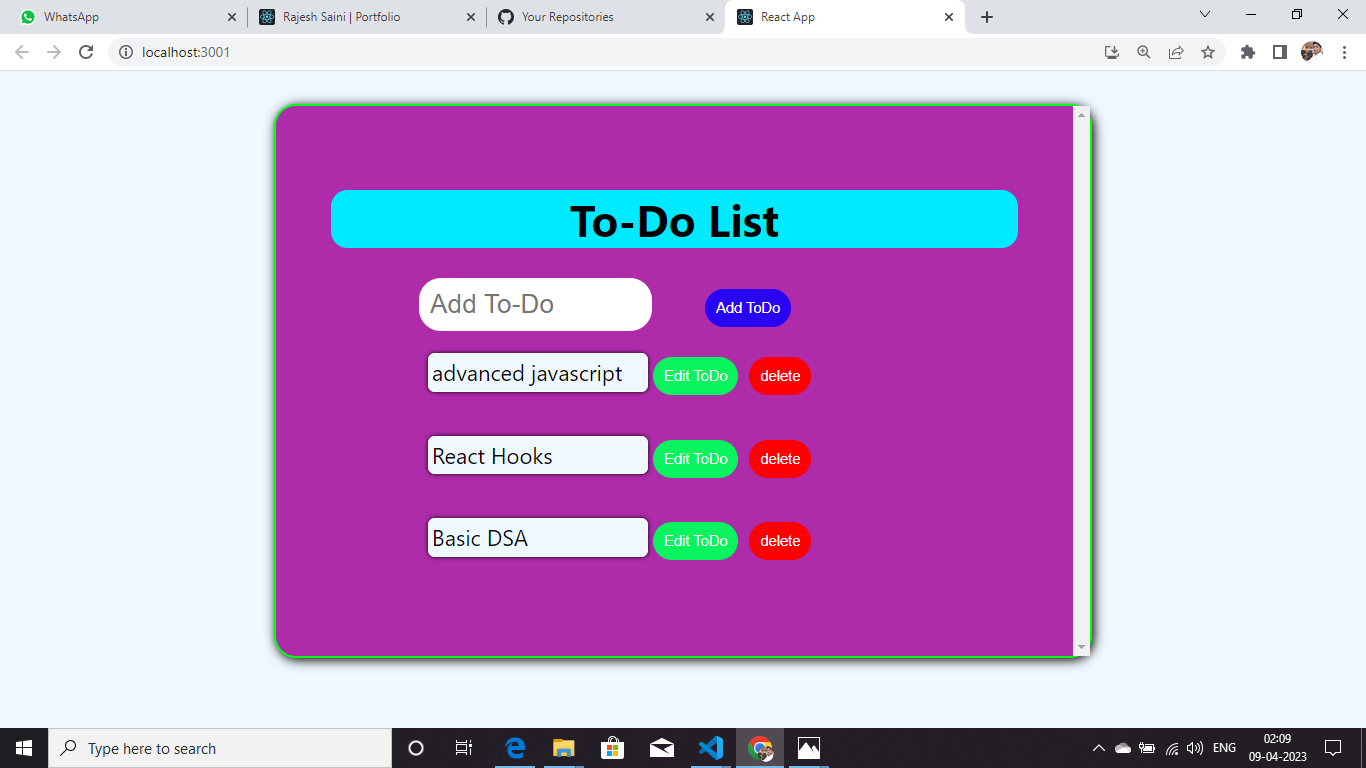 WhatsApp
Rajesh Saini | Portfolio
Your Repositories
React App
localhost:3001
To-Do List
Add To-Do
Add ToDo
advanced javascript
Edit ToDo
delete
React Hooks
Edit ToDo
delete
Basic DSA
Edit ToDo
delete
Type here to search
ENG
02:09
09-04-2023